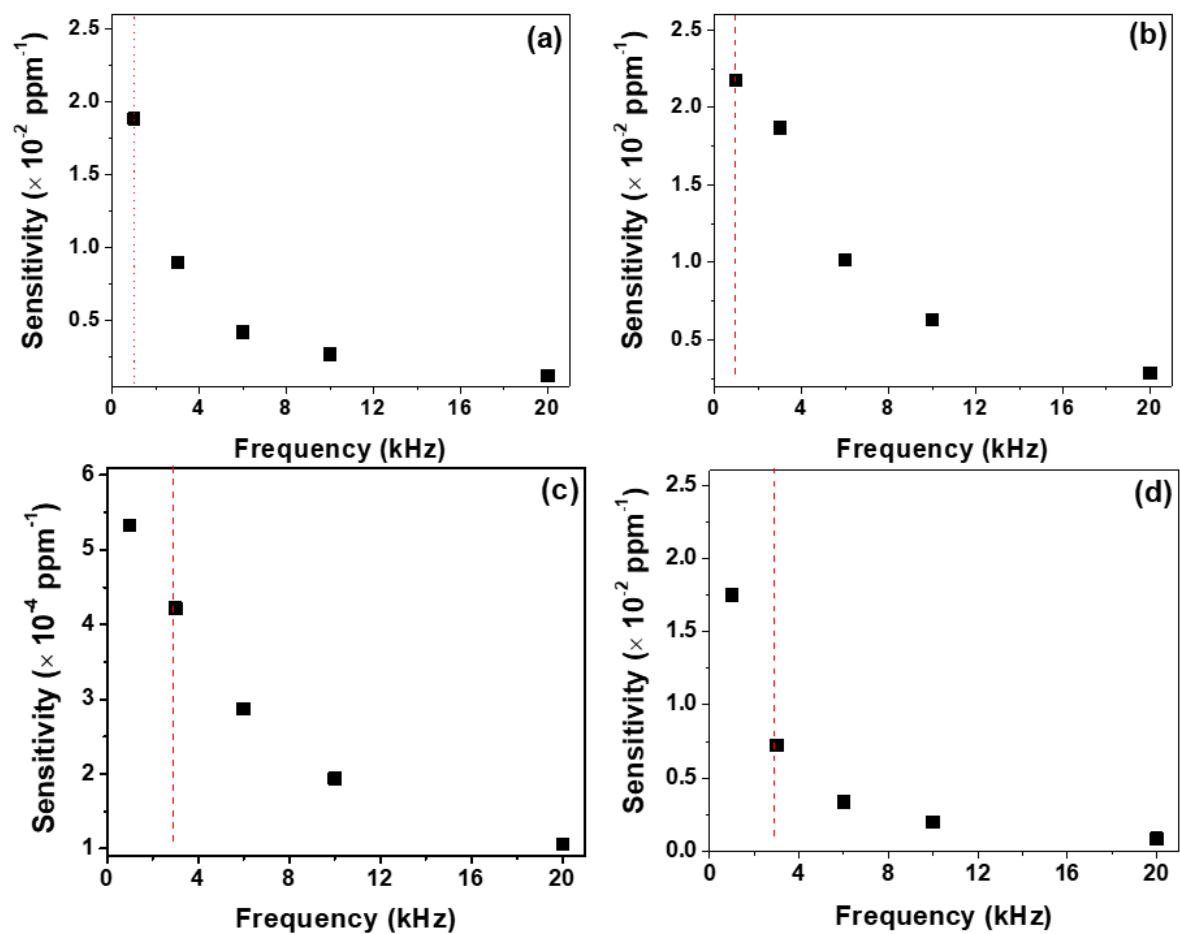 (a)
Sensitivity (× 10⁻² ppm⁻¹)
2.5
2.0
1.5
1.0
0.5
0 4 8 12 16 20
Frequency (kHz)
(b)
Sensitivity (× 10⁻² ppm⁻¹)
2.5
2.0
1.5
1.0
0.5
0 4 8 12 16 20
Frequency (kHz)
(c)
Sensitivity (× 10⁻⁴ ppm⁻¹)
6
5
4
3
2
1
0 4 8 12 16 20
Frequency (kHz)
(d)
Sensitivity (× 10⁻² ppm⁻¹)
2.5
2.0
1.5
1.0
0.5
0.0
0 4 8 12 16 20
Frequency (kHz)